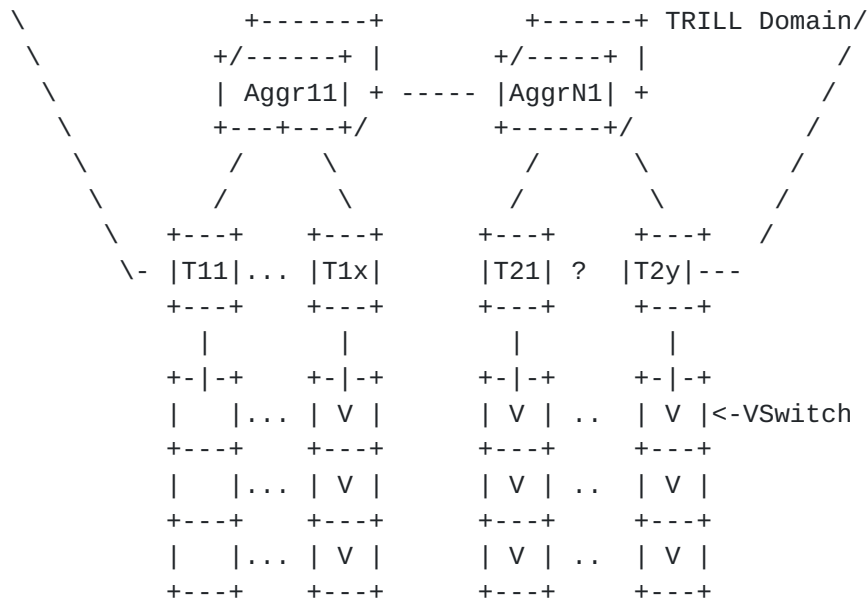 \              +-------+         +------+ TRILL Domain/
 \           +/------+ |       +/-----+ |            /
  \          | Aggr11| + ----- |AggrN1| +           /
   \         +---+---+/        +------+/           /
    \         /     \            /      \         /
     \       /       \          /        \       /
      \   +---+    +---+      +---+     +---+   /
       \- |T11|... |T1x|      |T21| ?  |T2y|---
          +---+    +---+      +---+     +---+
            |        |          |         |
          +-|-+    +-|-+      +-|-+     +-|-+
          |   |... | V |      | V | ..  | V |<-VSwitch
          +---+    +---+      +---+     +---+
          |   |... | V |      | V | ..  | V |
          +---+    +---+      +---+     +---+
          |   |... | V |      | V | ..  | V |
          +---+    +---+      +---+     +---+